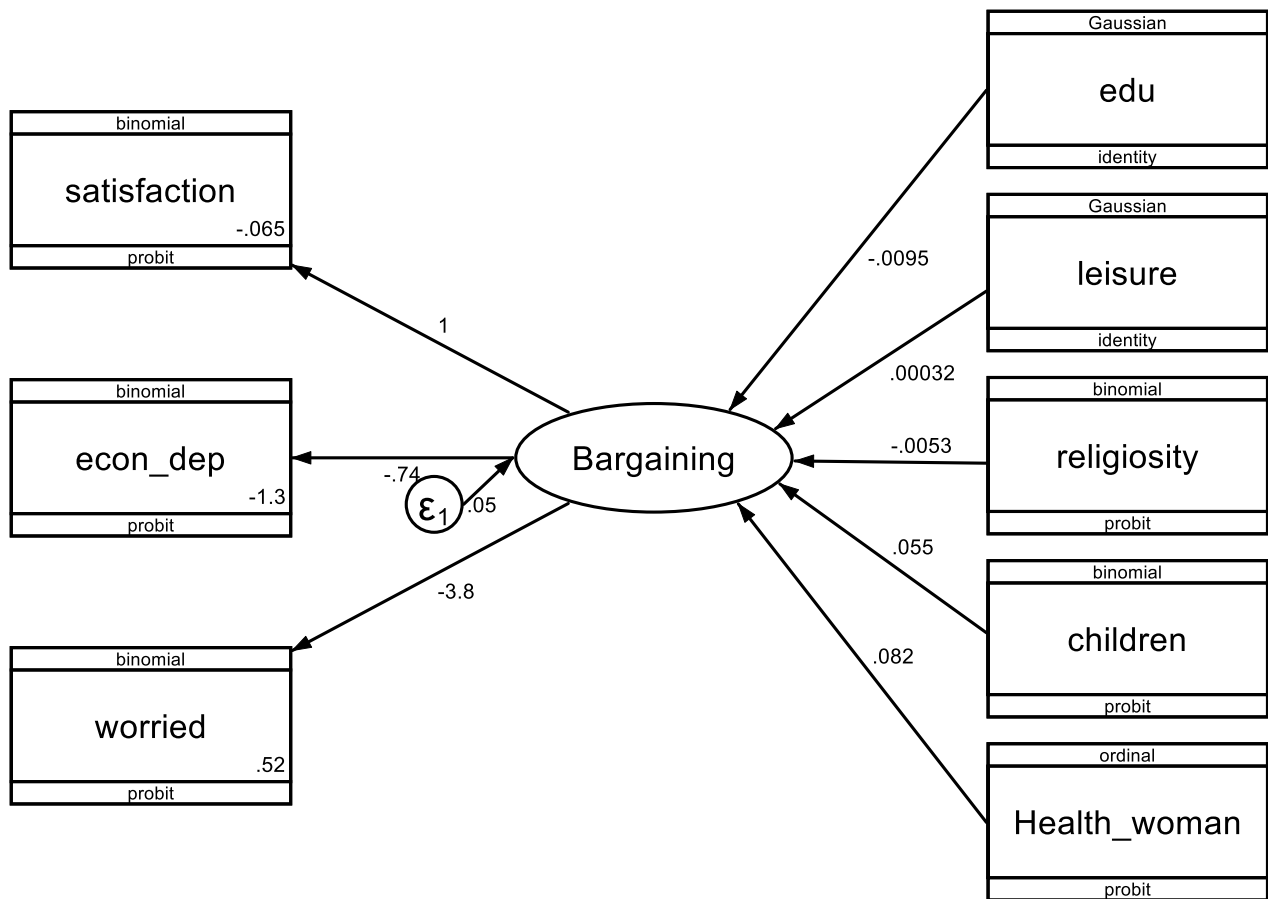 binomial
satisfaction
-.065
probit
1
binomial
econ_dep
-1.3
probit
-.74
ε1
.05
binomial
worried
.52
probit
-3.8
Bargaining
Gaussian
edu
identity
-.0095
Gaussian
leisure
identity
.00032
binomial
religiosity
probit
-.0053
binomial
children
probit
.055
ordinal
Health_woman
probit
.082